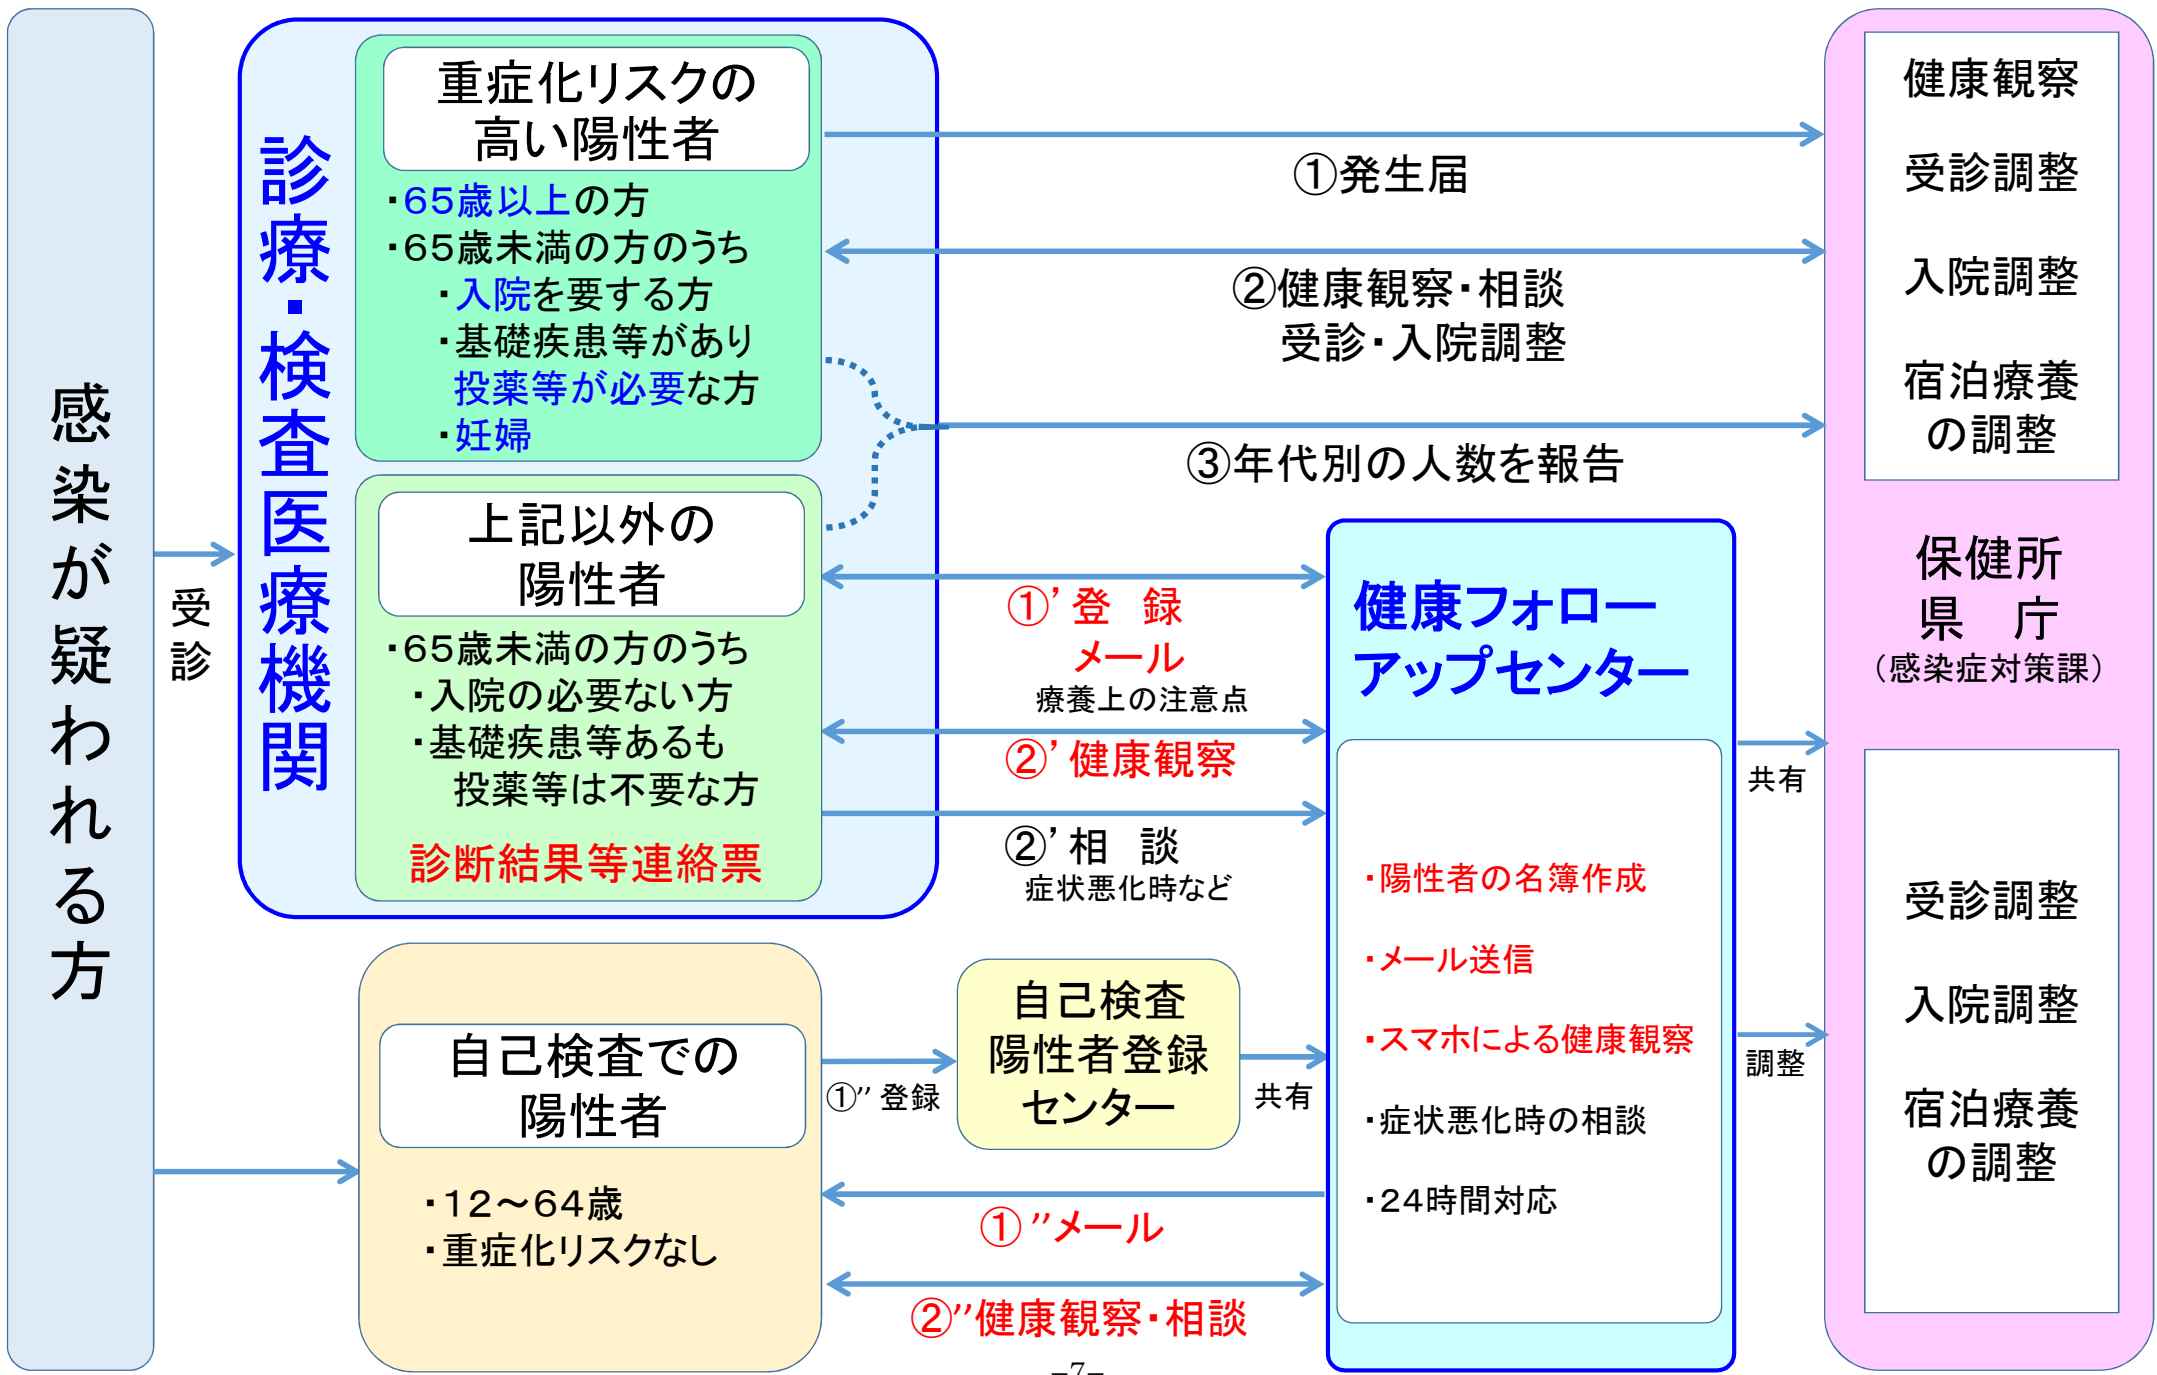 感染が疑われる方
受診
診療・検査医療機関
重症化リスクの
高い陽性者
・65歳以上の方
・65歳未満の方のうち
・入院を要する方
・基礎疾患等があり
投薬等が必要な方
・妊婦
上記以外の
陽性者
・65歳未満の方のうち
・入院の必要ない方
・基礎疾患等あるも
投薬等は不要な方
診断結果等連絡票
自己検査での
陽性者
・12～64歳
・重症化リスクなし
①発生届
②健康観察・相談
受診・入院調整
③年代別の人数を報告
①’登　録
メール
療養上の注意点
②’健康観察
②’相　談
症状悪化時など
①”登録
自己検査
陽性者登録
センター
共有
①”メール
②”健康観察・相談
健康フォロー
アップセンター
・陽性者の名簿作成
・メール送信
・スマホによる健康観察
・症状悪化時の相談
・24時間対応
共有
調整
健康観察
受診調整
入院調整
宿泊療養
の調整
保健所
県　庁
（感染症対策課）
受診調整
入院調整
宿泊療養
の調整
–7–